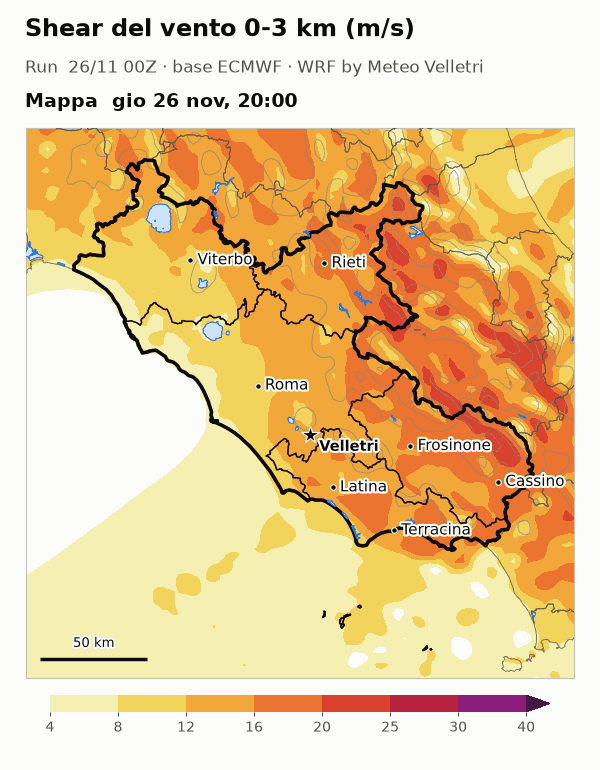 Shear del vento 0-3 km (m/s)
Run  26/11 00Z · base ECMWF · WRF by Meteo Velletri
Mappa  gio 26 nov, 20:00
Viterbo
Rieti
Roma
Velletri
Frosinone
Latina
Cassino
Terracina
50 km
4 8 12 16 20 25 30 40